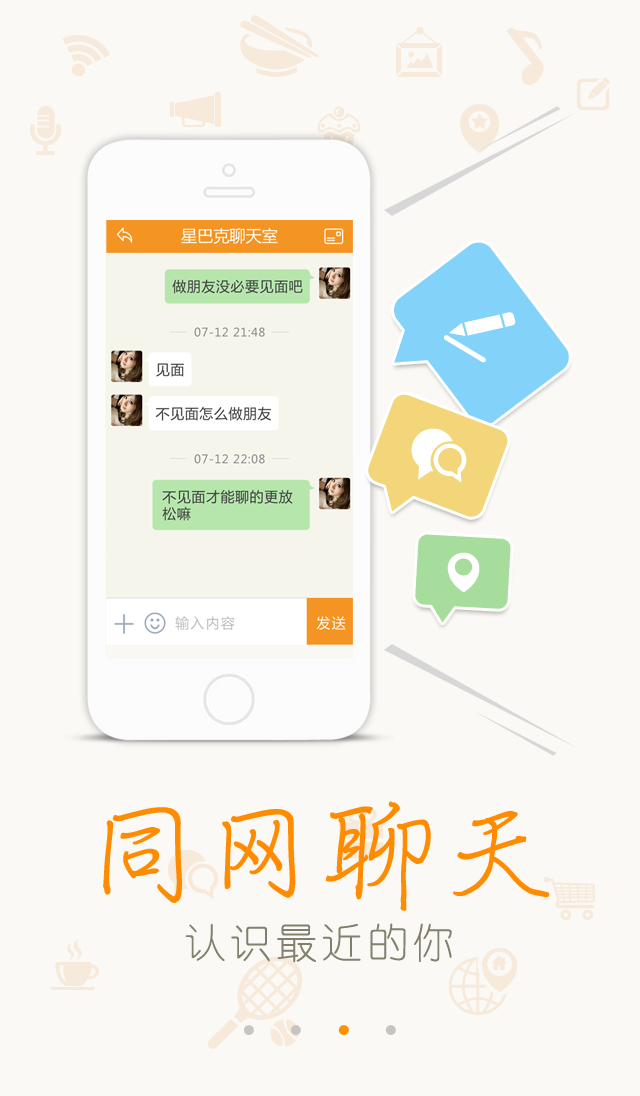 星巴克聊天室
做朋友没必要见面吧
07-12 21:48
见面
不见面怎么做朋友
07-12 22:08
不见面才能聊的更放
松嘛
输入内容
发送
同网聊天
认识最近的你